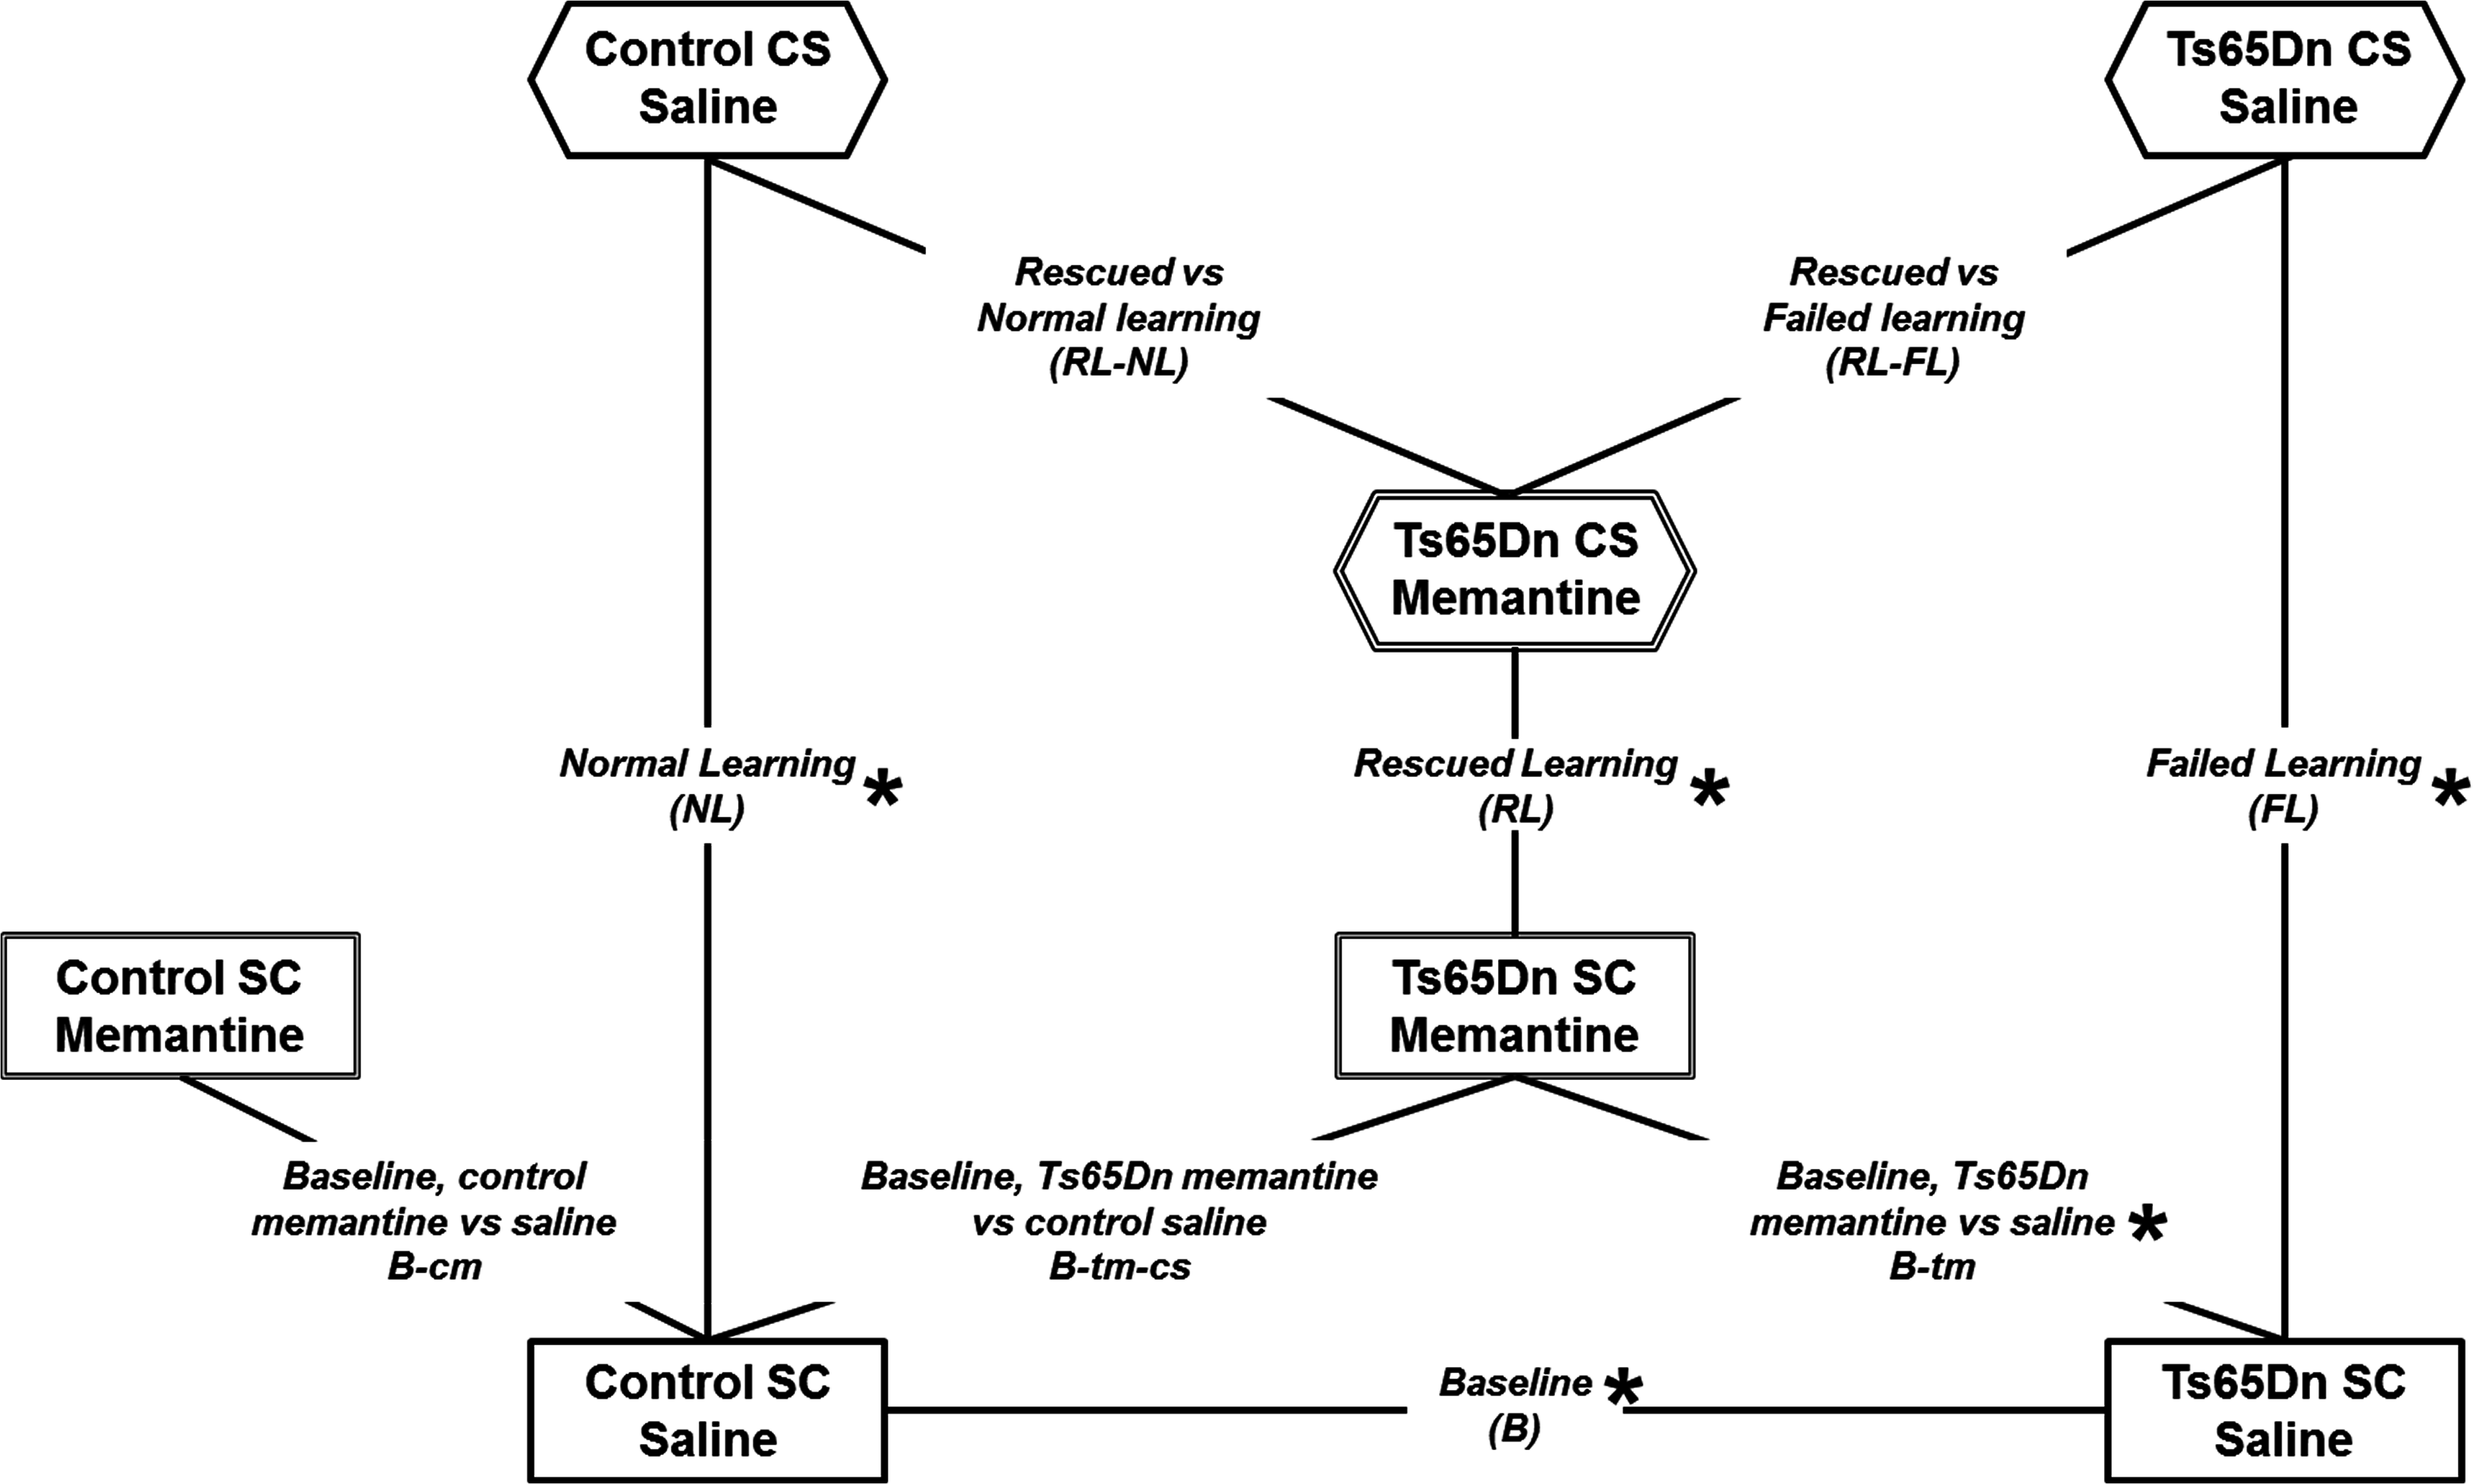 Control CS
Saline
Ts65Dn CS
Saline
Rescued vs
Normal learning
(RL-NL)
Rescued vs
Failed learning
(RL-FL)
Ts65Dn CS
Memantine
Normal Learning *
(NL)
Rescued Learning *
(RL)
Failed Learning *
(FL)
Control SC
Memantine
Ts65Dn SC
Memantine
Baseline, control
memantine vs saline
B-cm
Baseline, Ts65Dn memantine
vs control saline
B-tm-cs
Baseline, Ts65Dn
memantine vs saline *
B-tm
Control SC
Saline
Baseline *
(B)
Ts65Dn SC
Saline